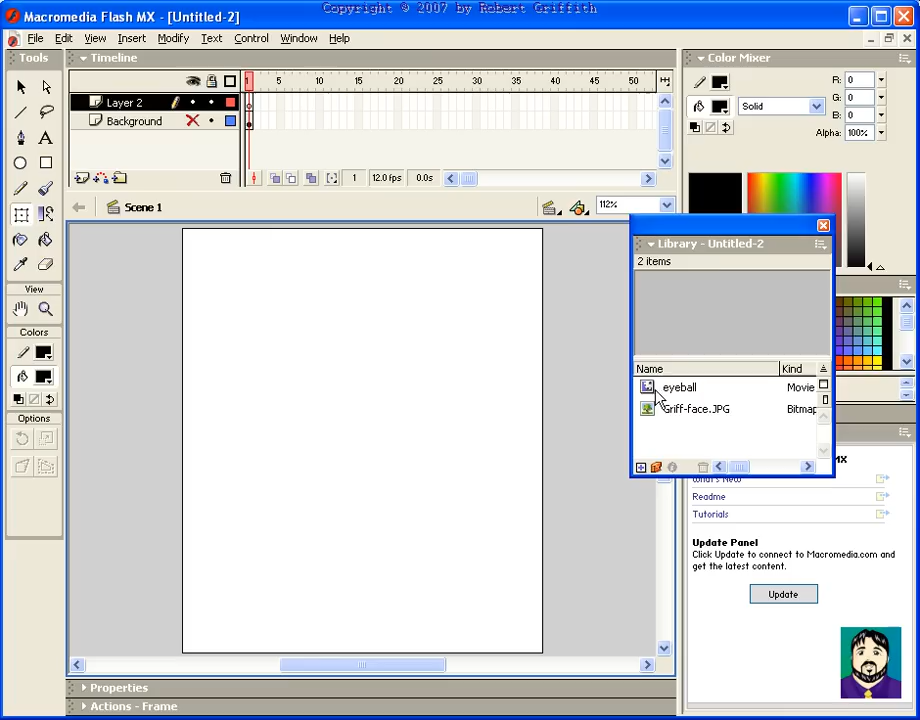 Macromedia Flash MX - [Untitled-2]
Copyright © 2007 by Robert Griffith
File Edit View Insert Modify Text Control Window Help
Tools
Timeline
Color Mixer
1 5 10 15 20 25 30 35 40 45 50
R: 0
Layer 2
Solid
G: 0
Background
B: 0
Alpha: 100%
1 12.0 fps 0.0s
Scene 1
112%
Library - Untitled-2
2 items
View
Colors
Name Kind
eyeball Movie
Griff-face.JPG Bitmap
Options
MX
What's New
Readme
Tutorials
Update Panel
Click Update to connect to Macromedia.com and
get the latest content.
Update
Properties
Actions - Frame